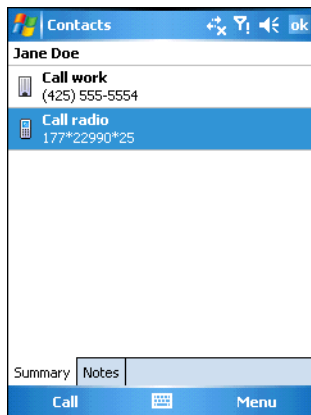 Contacts
ok
Jane Doe
Call work
(425) 555-5554
Call radio
177*22990*25
Summary
Notes
Call
Menu